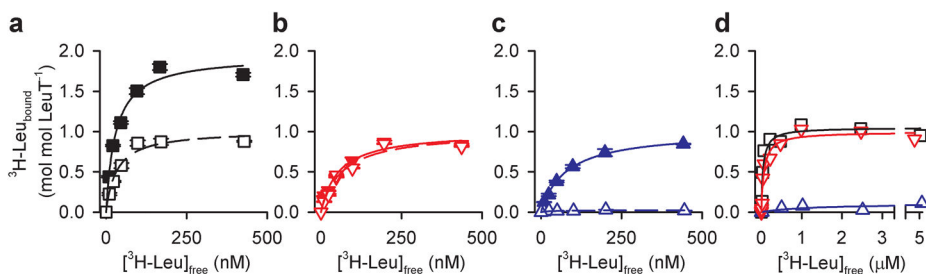 a b c d
³H-Leu_bound
(mol mol LeuT⁻¹)
2.0 2.0 2.0 2.0
1.5 1.5 1.5 1.5
1.0 1.0 1.0 1.0
0.5 0.5 0.5 0.5
0.0 0.0 0.0 0.0
0 250 500 0 250 500 0 250 500 0 1 2 3 5
[³H-Leu]_free (nM) [³H-Leu]_free (nM) [³H-Leu]_free (nM) [³H-Leu]_free (μM)